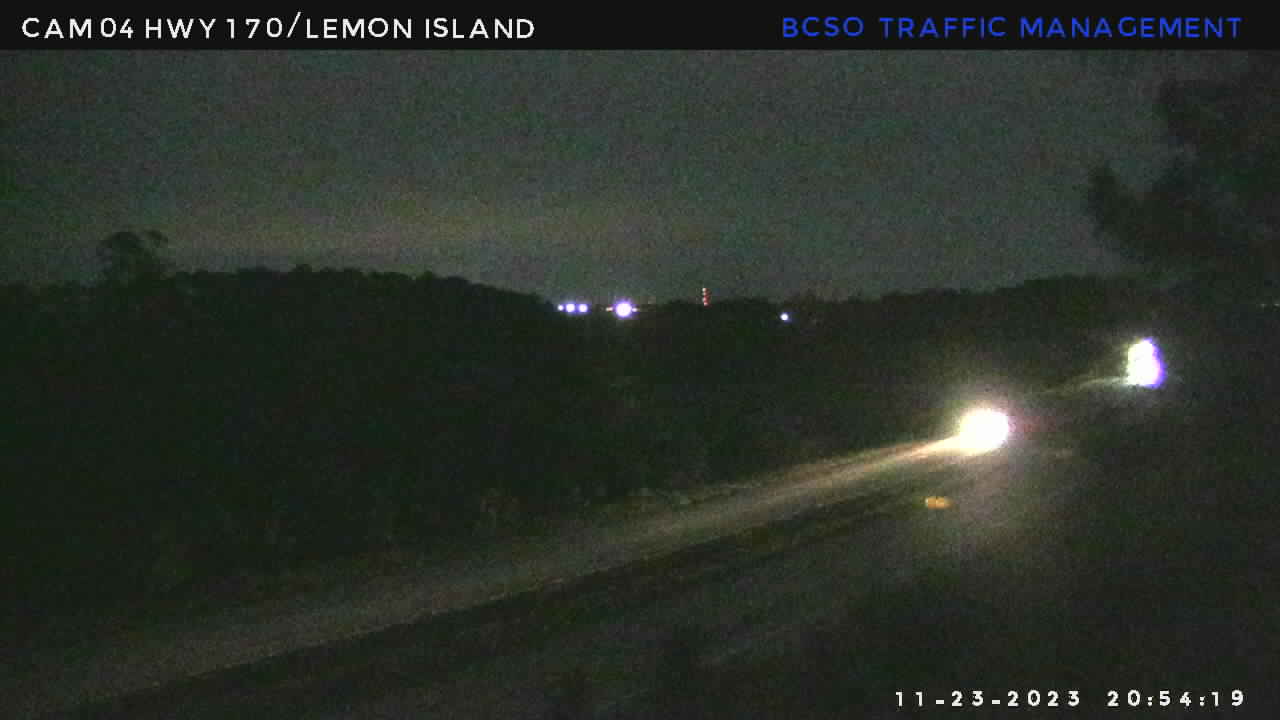 CAM04 HWY 170/LEMON ISLAND
BCSO TRAFFIC MANAGEMENT
11-23-2023 20:54:19